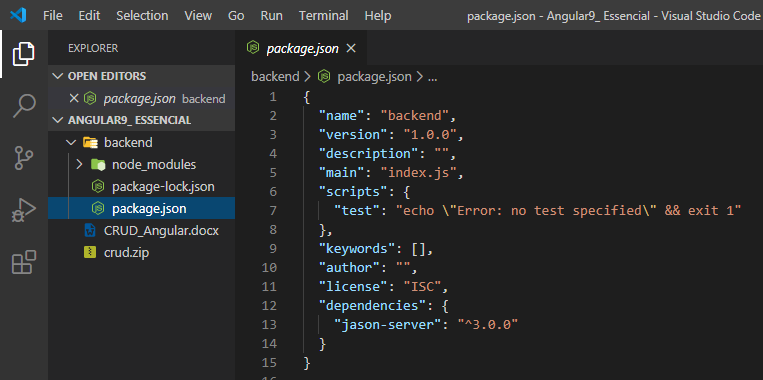 File Edit Selection View Go Run Terminal Help package.json - Angular9_ Essencial - Visual Studio Code
EXPLORER
OPEN EDITORS
package.json backend
ANGULAR9_ ESSENCIAL
backend
node_modules
package-lock.json
package.json
CRUD_Angular.docx
crud.zip
package.json
backend > package.json > ...
1 {
2 "name": "backend",
3 "version": "1.0.0",
4 "description": "",
5 "main": "index.js",
6 "scripts": {
7 "test": "echo \"Error: no test specified\" && exit 1"
8 },
9 "keywords": [],
10 "author": "",
11 "license": "ISC",
12 "dependencies": {
13 "jason-server": "^3.0.0"
14 }
15 }